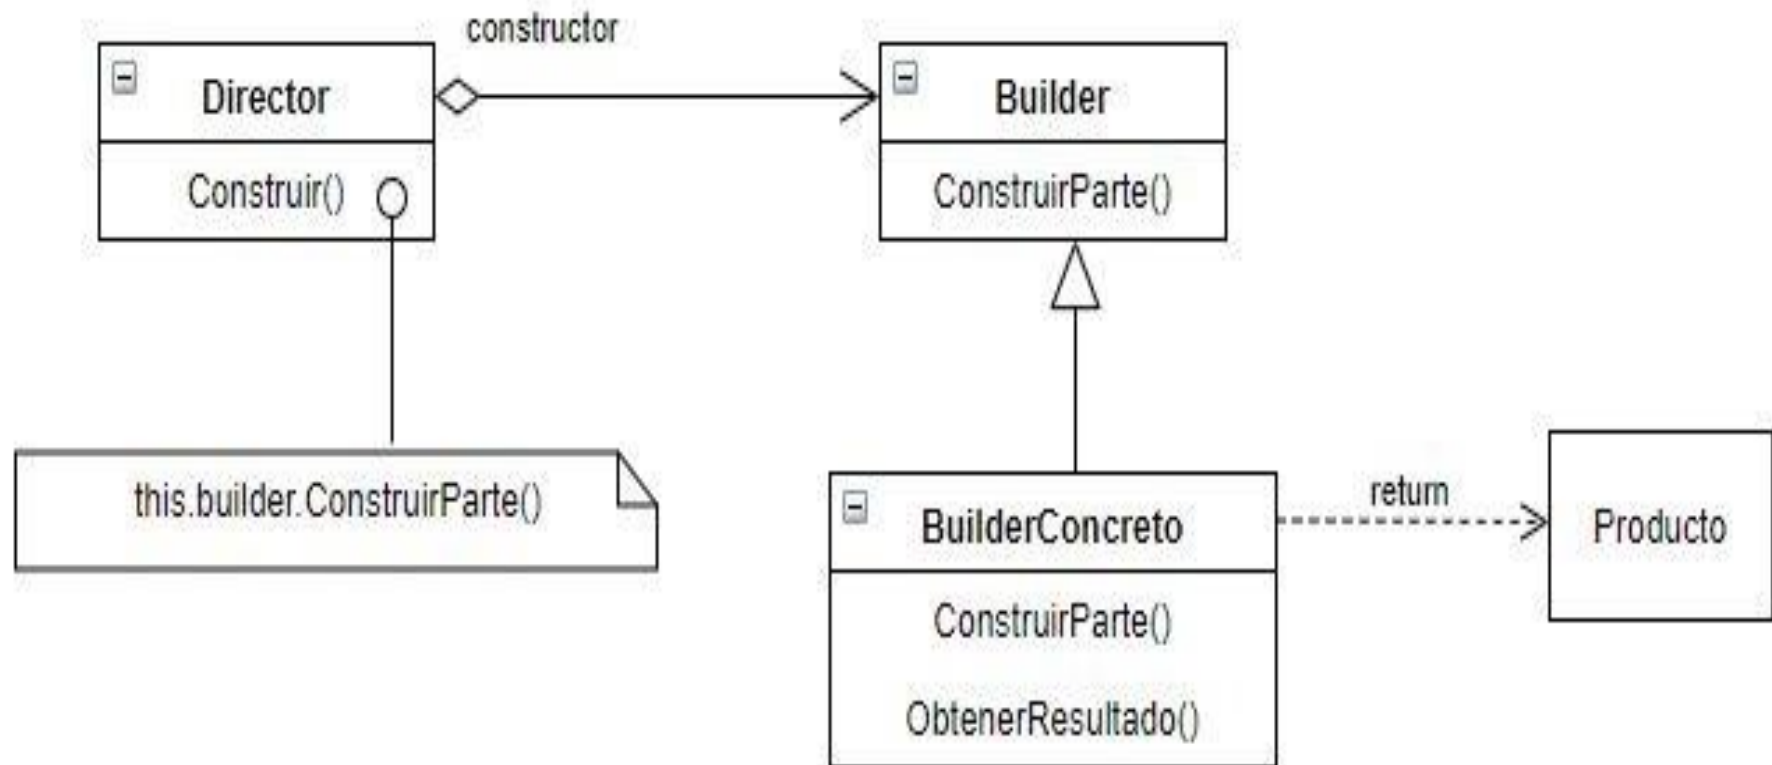 constructor
Director
Construir()
Builder
ConstruirParte()
this.builder.ConstruirParte()
BuilderConcreto
ConstruirParte()
ObtenerResultado()
return
Producto